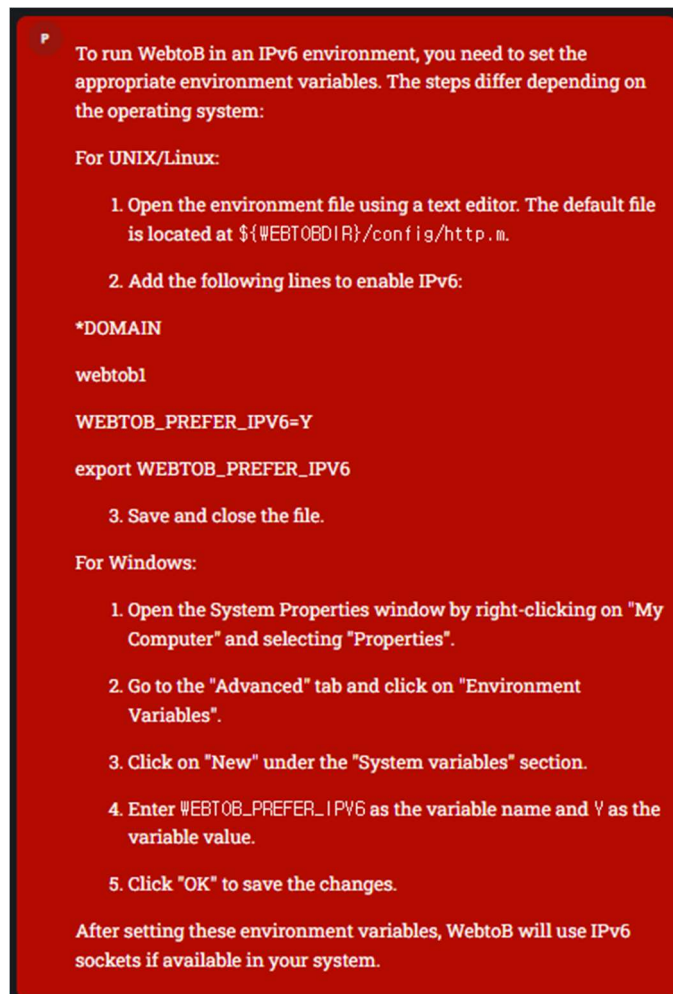 P
To run WebtoB in an IPv6 environment, you need to set the
appropriate environment variables. The steps differ depending on
the operating system:
For UNIX/Linux:
1. Open the environment file using a text editor. The default file
is located at ${WEBTOBDIR}/config/http.m.
2. Add the following lines to enable IPv6:
*DOMAIN
webtob1
WEBTOB_PREFER_IPV6=Y
export WEBTOB_PREFER_IPV6
3. Save and close the file.
For Windows:
1. Open the System Properties window by right-clicking on "My
Computer" and selecting "Properties".
2. Go to the "Advanced" tab and click on "Environment
Variables".
3. Click on "New" under the "System variables" section.
4. Enter WEBTOB_PREFER_IPV6 as the variable name and Y as the
variable value.
5. Click "OK" to save the changes.
After setting these environment variables, WebtoB will use IPv6
sockets if available in your system.